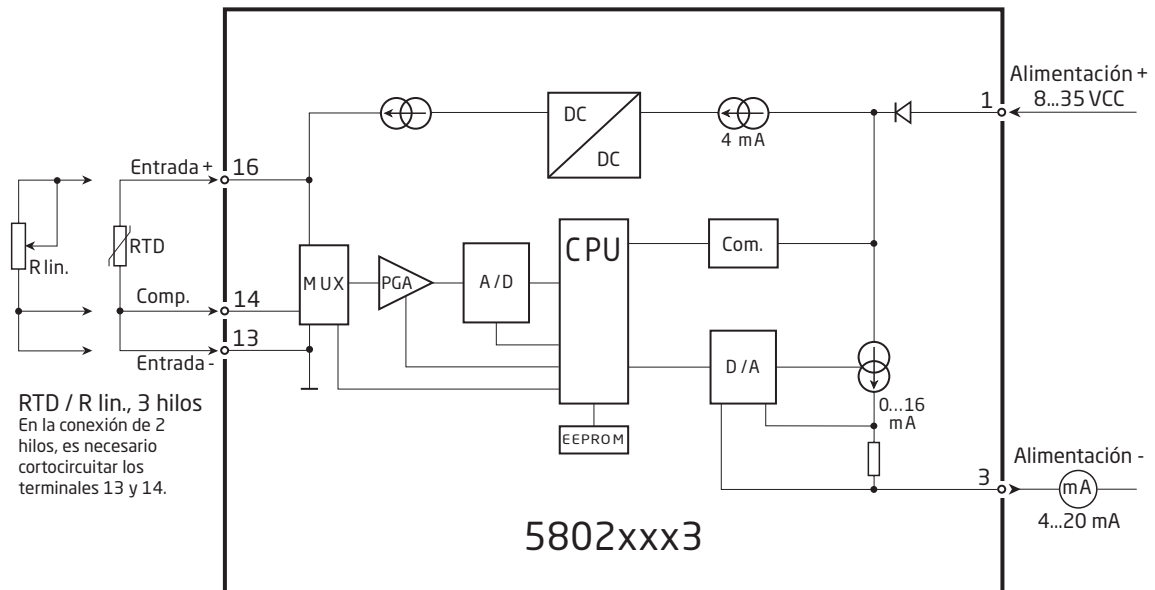 Alimentación +
8...35 VCC
1
DC
DC
4 mA
Entrada +
16
RTD
R lin.
CPU
Com.
MUX
PGA
A/D
Comp.
14
13
Entrada -
D/A
RTD / R lin., 3 hilos
En la conexión de 2
hilos, es necesario
cortocircuitar los
terminales 13 y 14.
0...16
mA
EEPROM
Alimentación -
3
mA
4...20 mA
5802xxx3